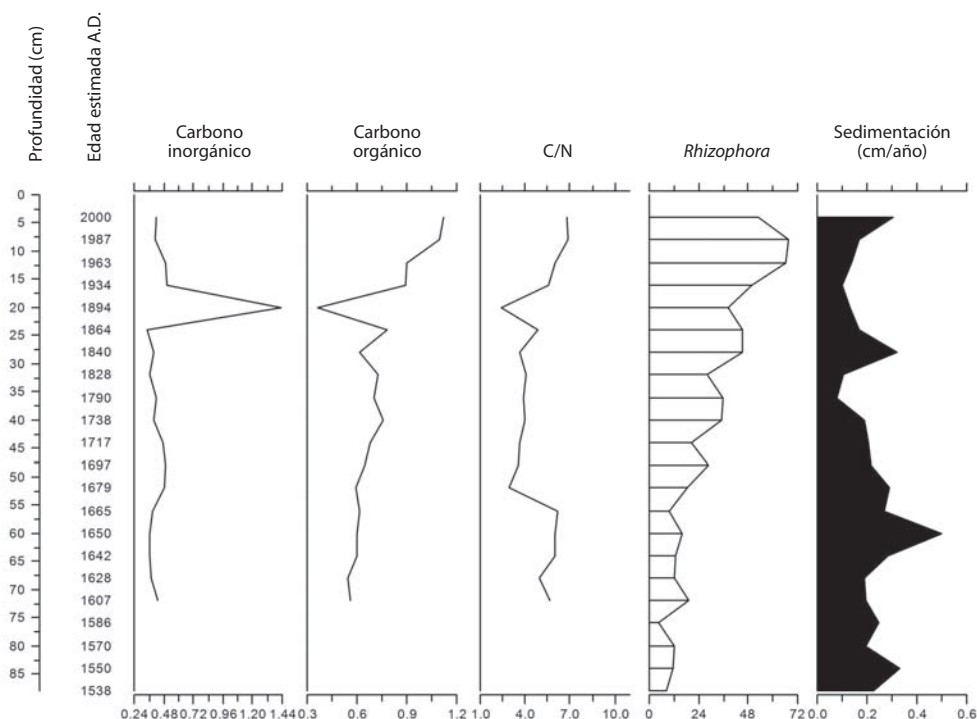 Profundidad (cm)
Edad estimada A.D.
Carbono
inorgánico
Carbono
orgánico
C/N
Rhizophora
Sedimentación
(cm/año)
0
5
10
15
20
25
30
35
40
45
50
55
60
65
70
75
80
85
2000
1987
1963
1934
1894
1864
1840
1828
1790
1738
1717
1697
1679
1665
1650
1642
1628
1607
1586
1570
1550
1538
0.24 0.48 0.72 0.96 1.20 1.44
0.3 0.6 0.9 1.2
1.0 4.0 7.0 10.0
0 24 48 72
0.0 0.2 0.4 0.6